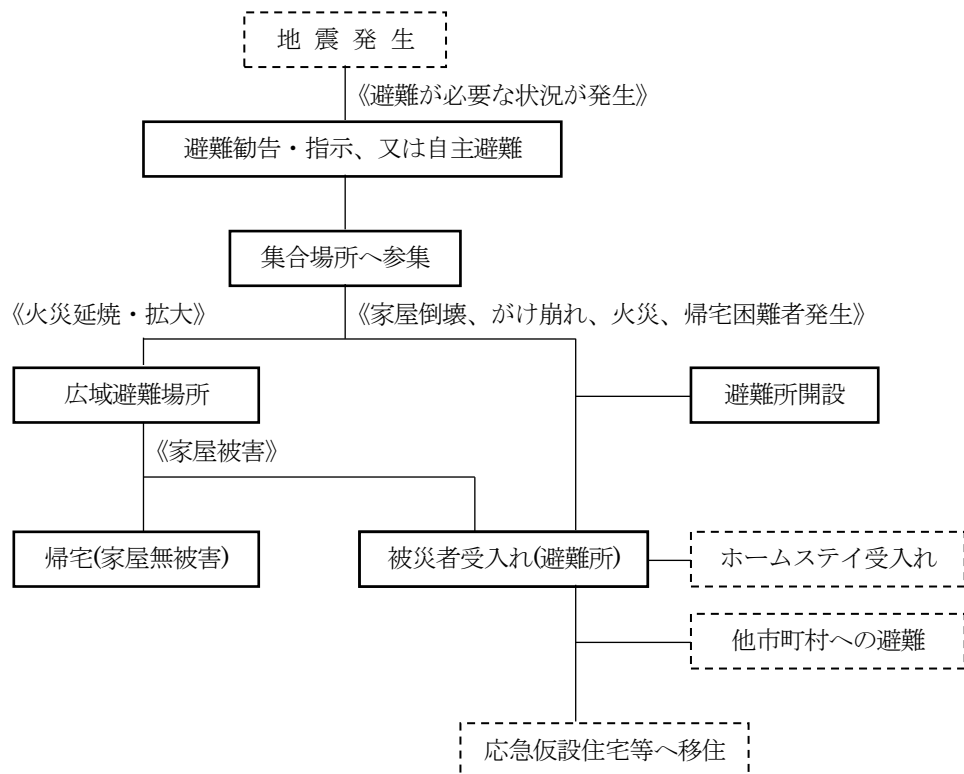 地 震 発 生
《避難が必要な状況が発生》
避難勧告・指示、又は自主避難
集合場所へ参集
《火災延焼・拡大》
《家屋倒壊、がけ崩れ、火災、帰宅困難者発生》
広域避難場所
避難所開設
《家屋被害》
帰宅(家屋無被害)
被災者受入れ(避難所)
ホームステイ受入れ
他市町村への避難
応急仮設住宅等へ移住